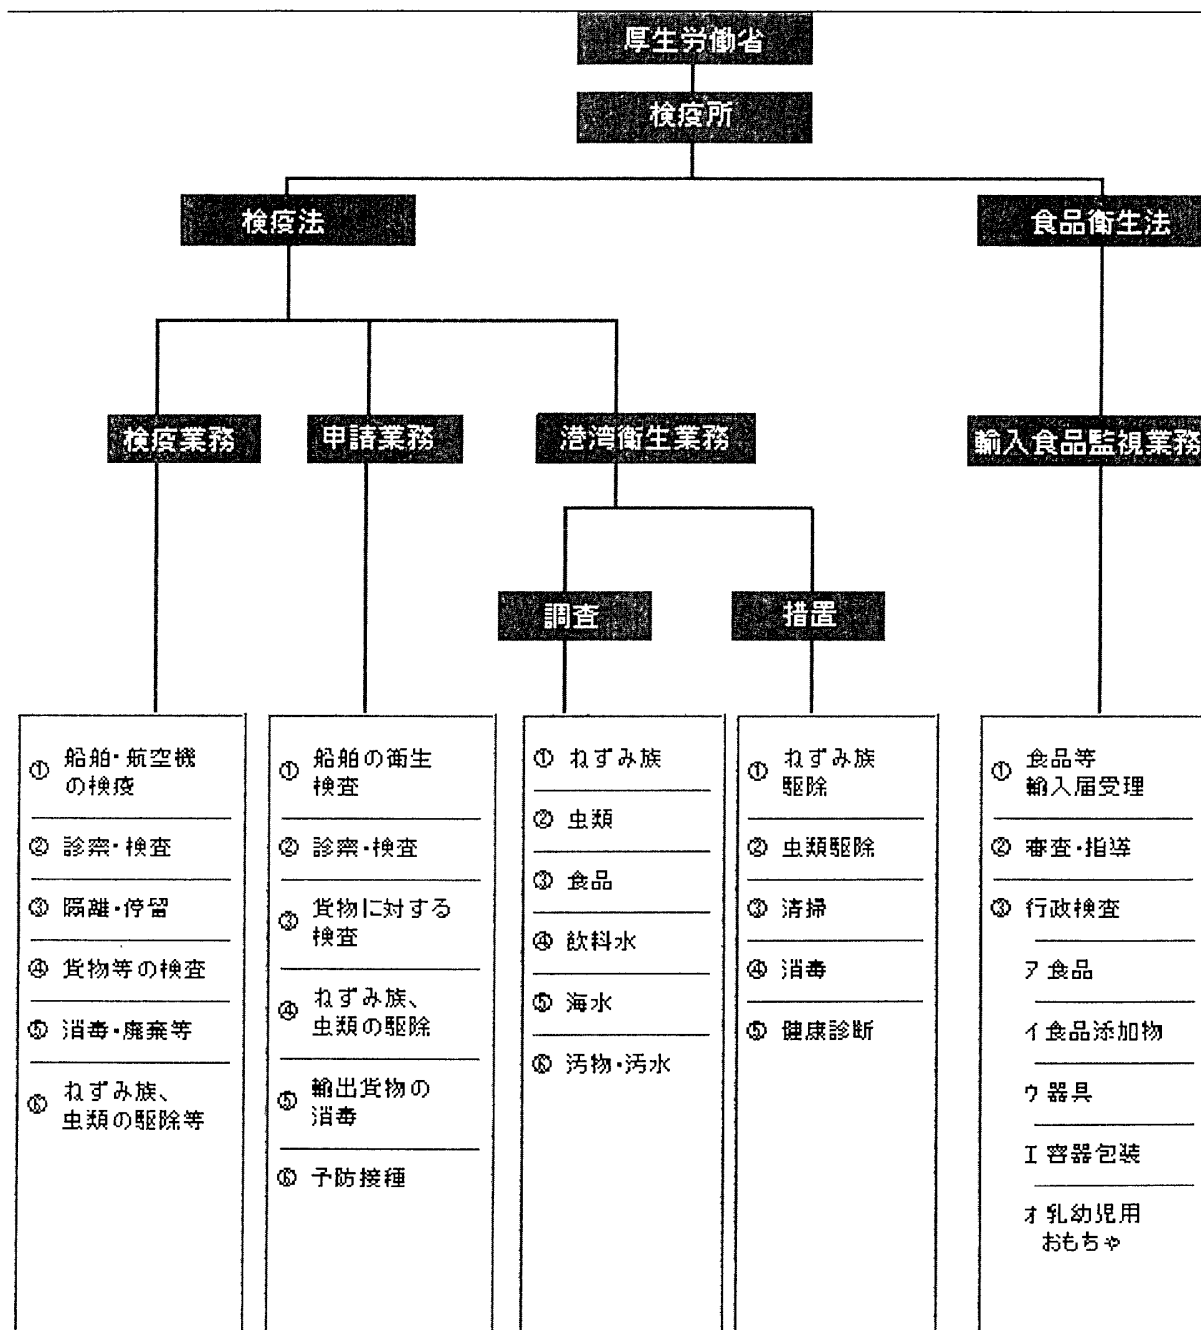 厚生労働省
検疫所
検疫法
食品衛生法
検疫業務
申請業務
港湾衛生業務
輸入食品監視業務
調査
措置
① 船舶・航空機
の検疫
② 診察・検査
③ 隔離・停留
④ 貨物等の検査
⑤ 消毒・廃棄等
⑥ ねずみ族、
虫類の駆除等
① 船舶の衛生
検査
② 診察・検査
③ 貨物に対する
検査
④ ねずみ族、
虫類の駆除
⑤ 輸出貨物の
消毒
⑥ 予防接種
① ねずみ族
② 虫類
③ 食品
④ 飲料水
⑤ 海水
⑥ 汚物・汚水
① ねずみ族
駆除
② 虫類駆除
③ 清掃
④ 消毒
⑤ 健康診断
① 食品等
輸入届受理
② 審査・指導
③ 行政検査
ア 食品
イ 食品添加物
ウ 器具
エ 容器包装
オ 乳幼児用
おもちゃ